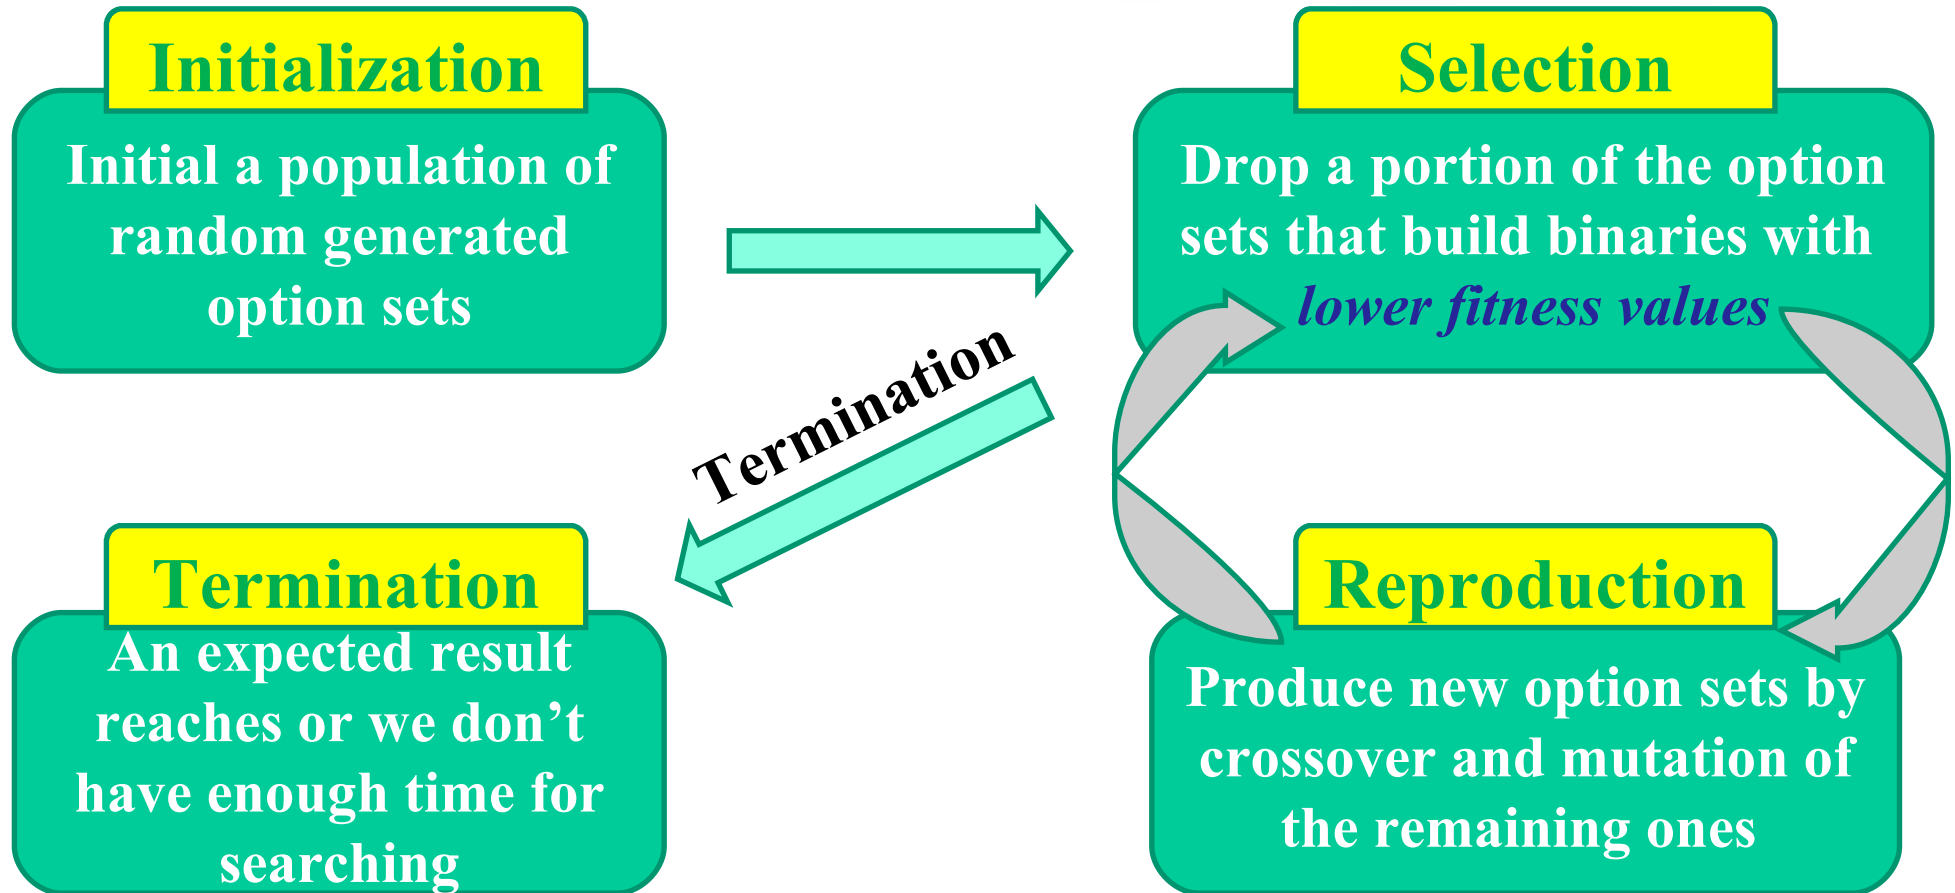 Initialization
Initial a population of
random generated
option sets
Selection
Drop a portion of the option
sets that build binaries with
lower fitness values
Termination
Termination
An expected result
reaches or we don’t
have enough time for
searching
Reproduction
Produce new option sets by
crossover and mutation of
the remaining ones